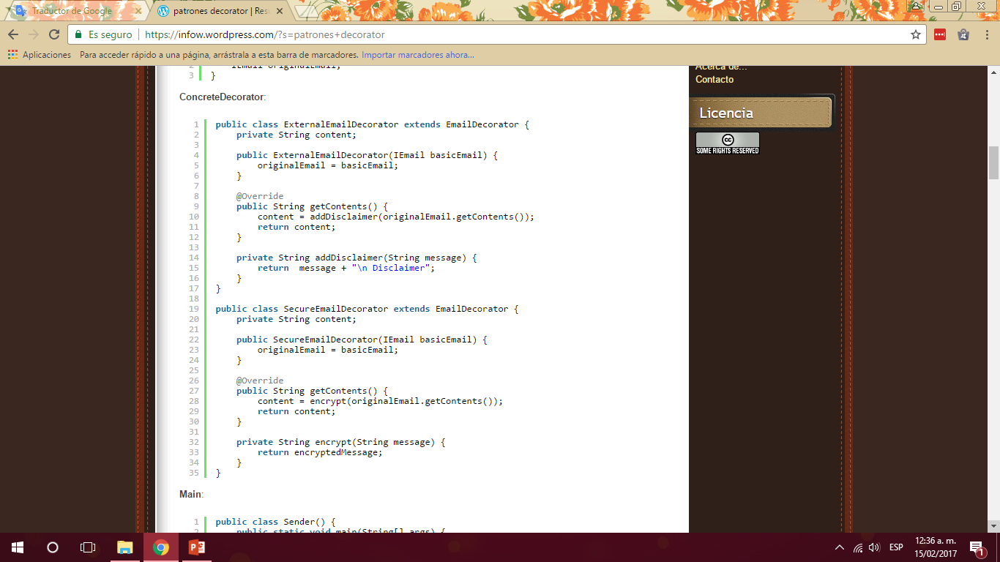 Traductor de Google
patrones decorator | Res
Es seguro
https://infow.wordpress.com/?s=patrones+decorator
Aplicaciones
Para acceder rápido a una página, arrástrala a esta barra de marcadores.
Importar marcadores ahora...
2 IEmail originalEmail;
3 }
ConcreteDecorator:
1 public class ExternalEmailDecorator extends EmailDecorator {
2 private String content;
3
4 public ExternalEmailDecorator(IEmail basicEmail) {
5 originalEmail = basicEmail;
6 }
7
8 @Override
9 public String getContents() {
10 content = addDisclaimer(originalEmail.getContents());
11 return content;
12 }
13
14 private String addDisclaimer(String message) {
15 return  message + "\n Disclaimer";
16 }
17 }
18
19 public class SecureEmailDecorator extends EmailDecorator {
20 private String content;
21
22 public SecureEmailDecorator(IEmail basicEmail) {
23 originalEmail = basicEmail;
24 }
25
26 @Override
27 public String getContents() {
28 content = encrypt(originalEmail.getContents());
29 return content;
30 }
31
32 private String encrypt(String message) {
33 return encryptedMessage;
34 }
35 }
Main:
1 public class Sender() {
2 public static void main(String[] args) {
Acerca de...
Contacto
Licencia
cc
SOME RIGHTS RESERVED
ESP
12:36 a. m.
15/02/2017
1